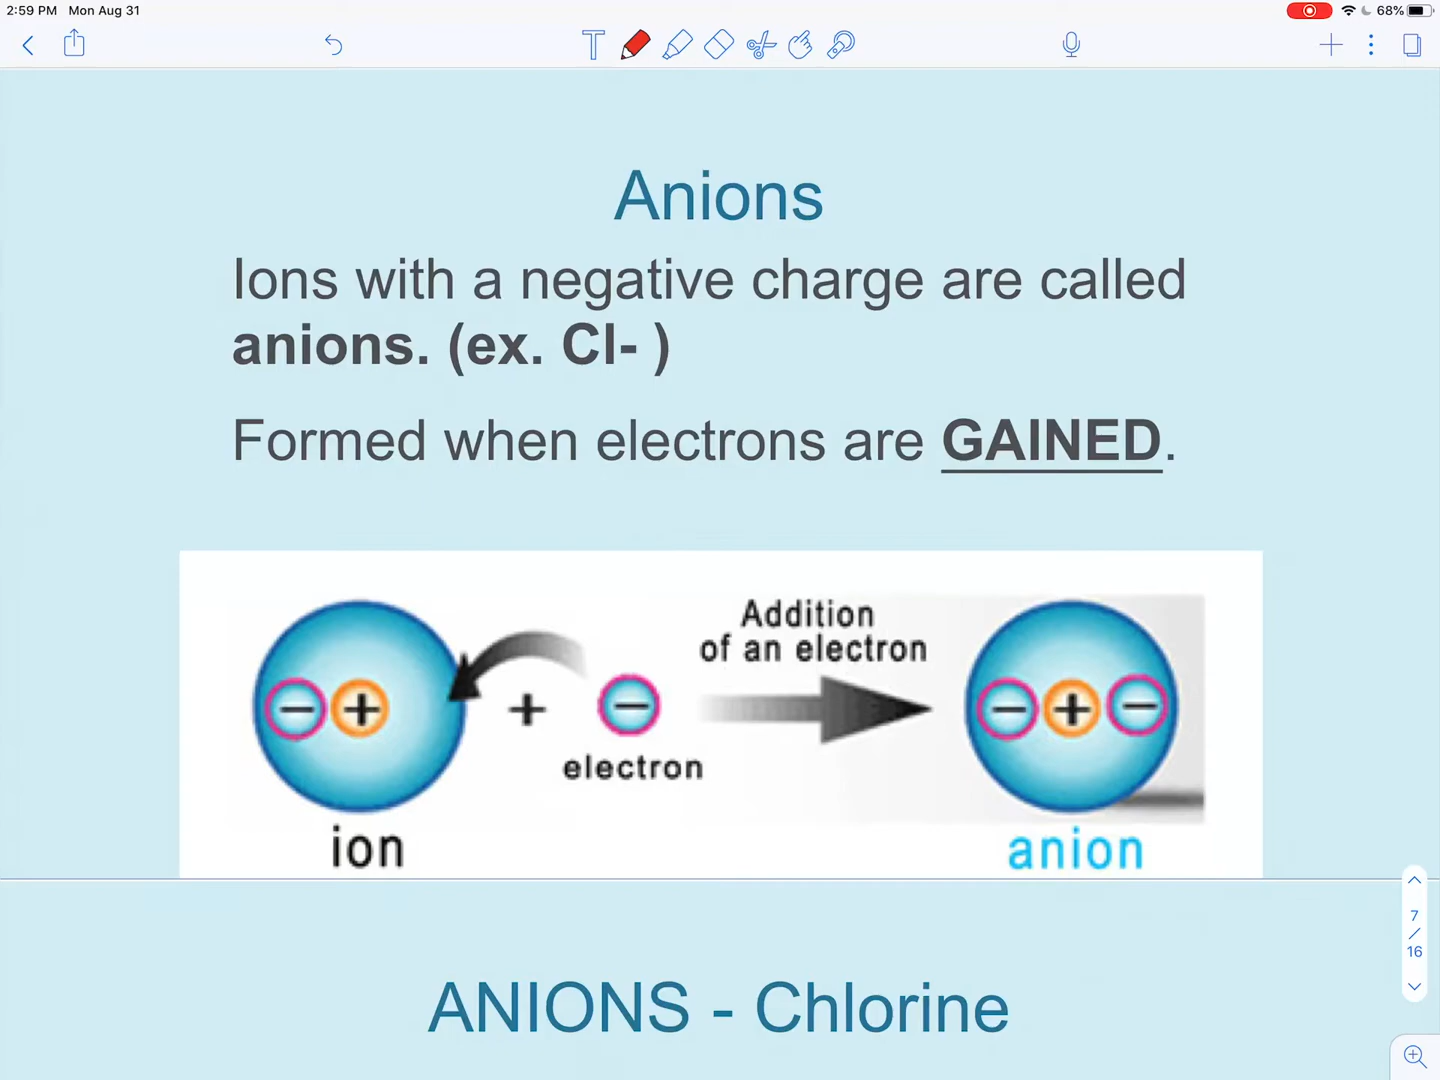 2:59 PM Mon Aug 31
68%
T
Anions
Ions with a negative charge are called
anions. (ex. Cl- )
Formed when electrons are GAINED.
Addition
of an electron
− +
+
−
− + −
electron
ion
anion
7
/
16
ANIONS - Chlorine